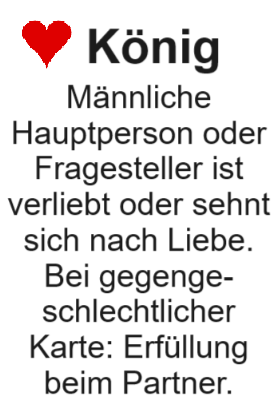 König
Männliche
Hauptperson oder
Fragesteller ist
verliebt oder sehnt
sich nach Liebe.
Bei gegenge-
schlechtlicher
Karte: Erfüllung
beim Partner.